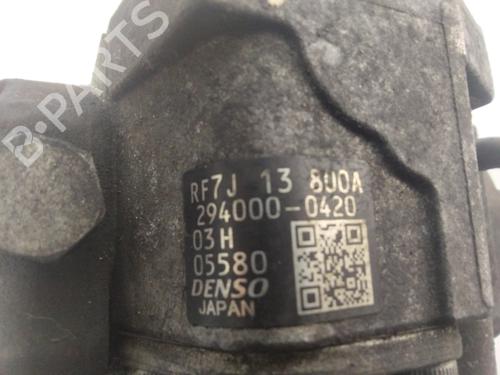 B-PARTS
RF7J 13 800A
294000-0420
03H
05580
DENSO
JAPAN